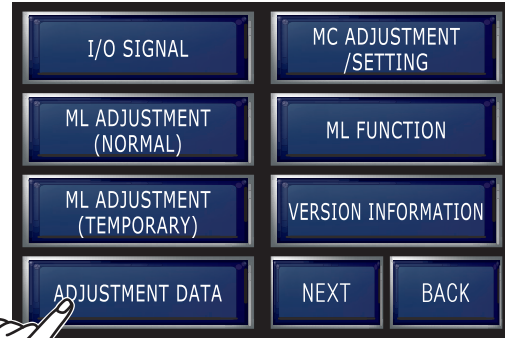 I/O SIGNAL
MC ADJUSTMENT
/SETTING
ML ADJUSTMENT
(NORMAL)
ML FUNCTION
ML ADJUSTMENT
(TEMPORARY)
VERSION INFORMATION
ADJUSTMENT DATA
NEXT
BACK